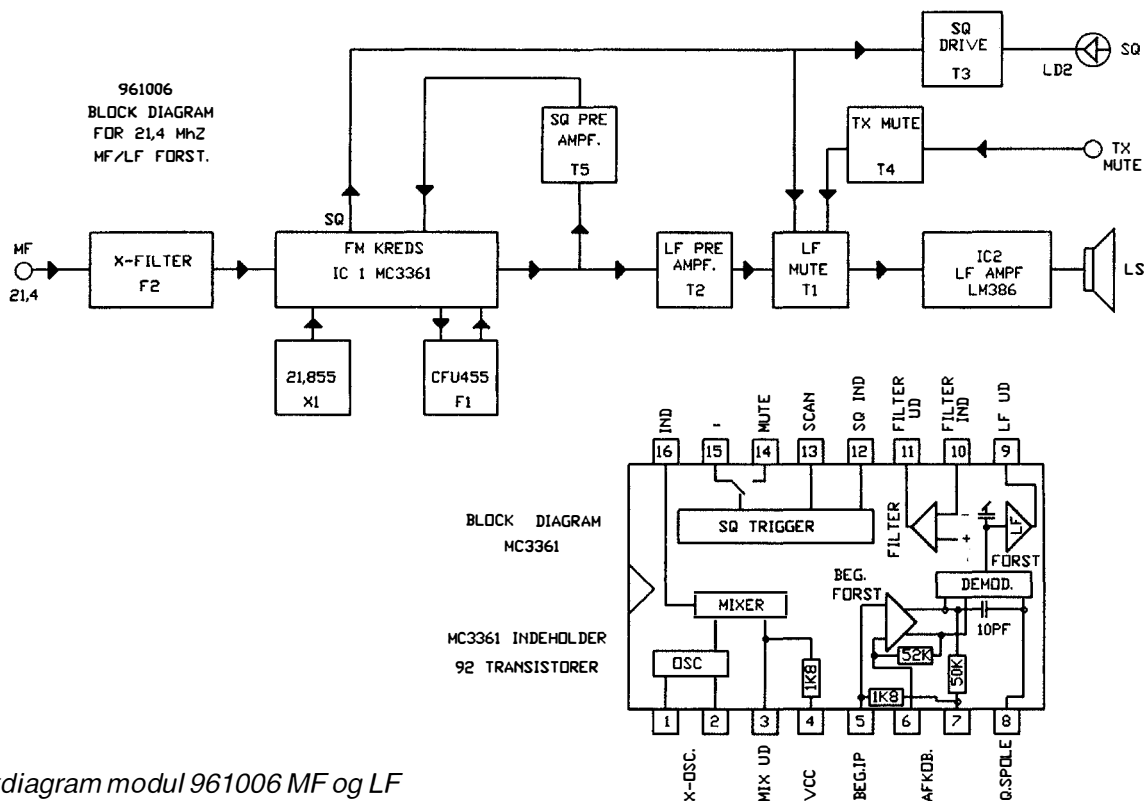 961006
BLOCK DIAGRAM
FOR 21,4 MhZ
MF/LF FORST.
SQ
DRIVE
T3
LD2
SQ
SQ PRE
AMPF.
T5
TX MUTE
T4
TX
MUTE
SQ
MF
21,4
X-FILTER
F2
FM KREDS
IC 1 MC3361
LF PRE
AMPF.
T2
LF
MUTE
T1
IC2
LF AMPF
LM386
LS
21,855
X1
CFU455
F1
IND
-
MUTE
SCAN
SQ IND
FILTER
UD
FILTER
IND
LF UD
16
15
14
13
12
11
10
9
BLOCK DIAGRAM
MC3361
SQ TRIGGER
FILTER
-
+
LF
FORST
DEMOD.
BEG.
FORST
10PF
MIXER
OSC
MC3361 INDEHOLDER
92 TRANSISTORER
1K8
52K
50K
1K8
1
2
3
4
5
6
7
8
X-OSC.
MIX UD
VCC
BEG.IP
AFKOB.
Q.SPOLE
diagram modul 961006 MF og LF